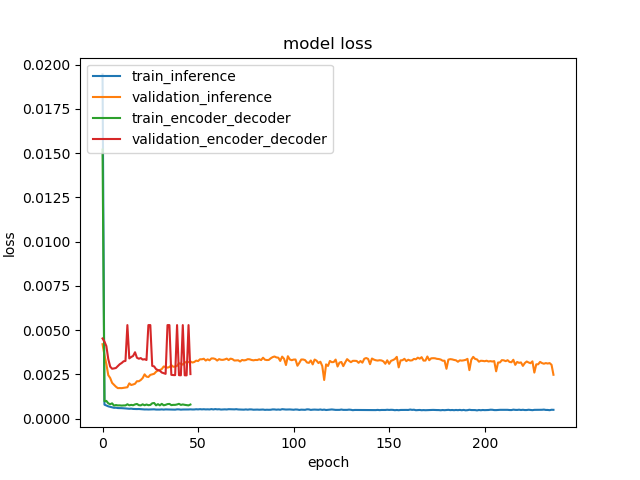 model loss
train_inference
validation_inference
train_encoder_decoder
validation_encoder_decoder
0.0200
0.0175
0.0150
0.0125
0.0100
0.0075
0.0050
0.0025
0.0000
loss
0 50 100 150 200
epoch